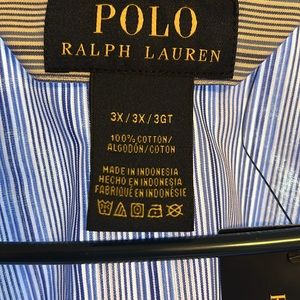 POLO
RALPH LAUREN
3X / 3X / 3GT
100% COTTON/
ALGODÓN/COTON
MADE IN INDONESIA
HECHO EN INDONESIA
FABRIQUÉ EN INDONÉSIE